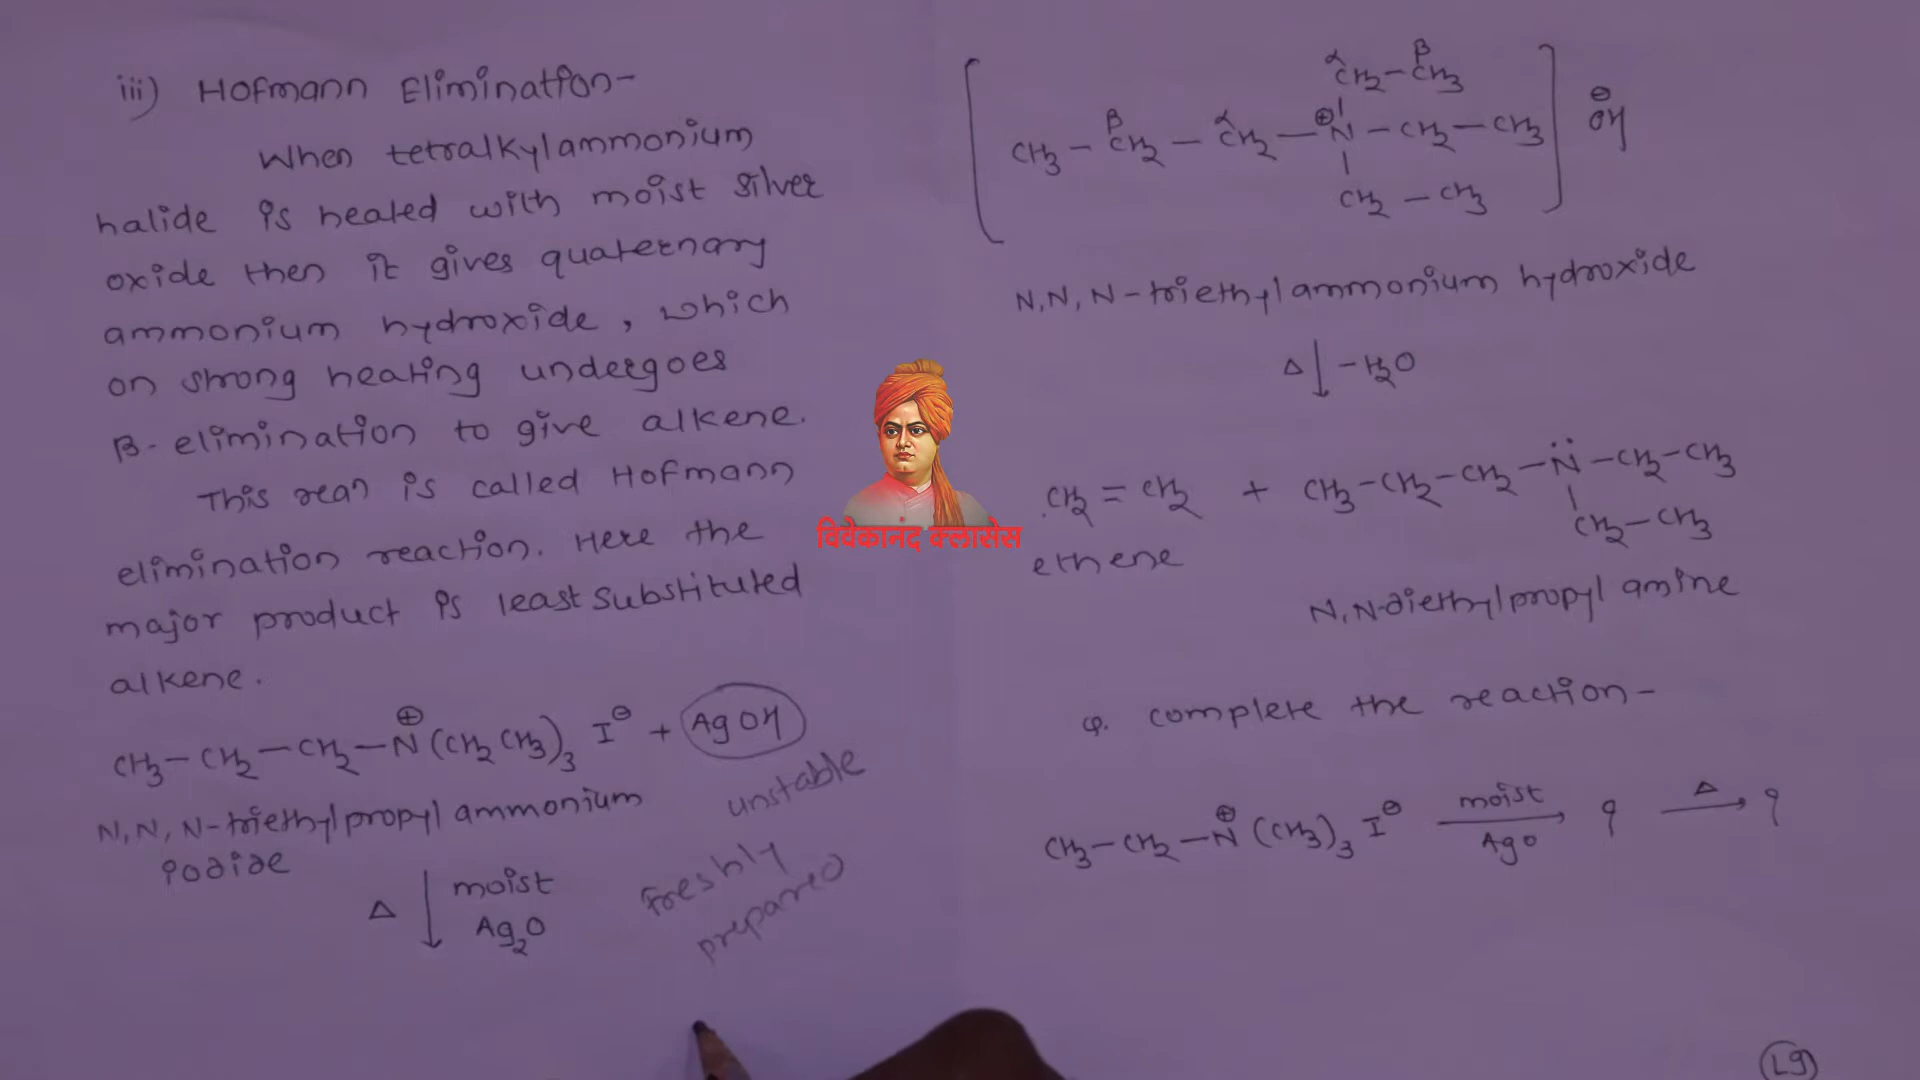 iii) Hofmann Elimination-
When tetralkylammonium
halide is heated with moist silver
oxide then it gives quaternary
ammonium hydroxide, which
on strong heating undergoes
B-elimination to give alkene.
This rean is called Hofmann
elimination reaction. Here the
major product is least substituted
alkene.
CH3-CH2-CH2-N⊕(CH2CH3)3 I⊖ + AgOH
unstable
N,N,N-triethylpropylammonium
iodide
Freshly
prepared
Δ ↓ moist
Ag2O
α CH2-β CH3
CH3-β CH2-α CH2-⊕N-CH2-CH3 ⊖OH
CH2-CH3
N,N,N-triethylammonium hydroxide
Δ↓-H2O
CH2=CH2 + CH3-CH2-CH2-N̈-CH2-CH3
CH2-CH3
ethene
N,N-diethylpropyl amine
Q. complete the reaction-
CH3-CH2-N⊕(CH3)3 I⊖ moist → ? Δ → ?
AgO
L9
विवेकानंद क्लासेस